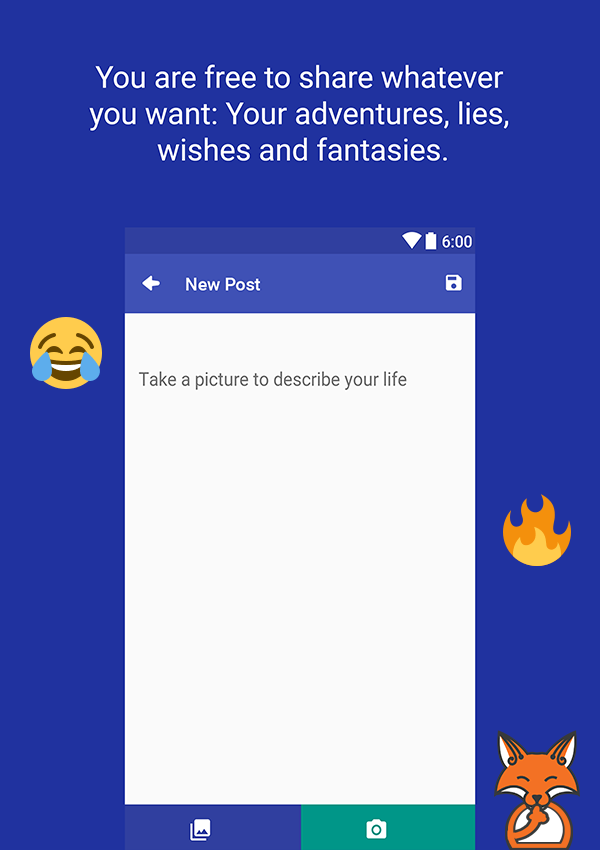 You are free to share whatever
you want: Your adventures, lies,
wishes and fantasies.
6:00
New Post
Take a picture to describe your life